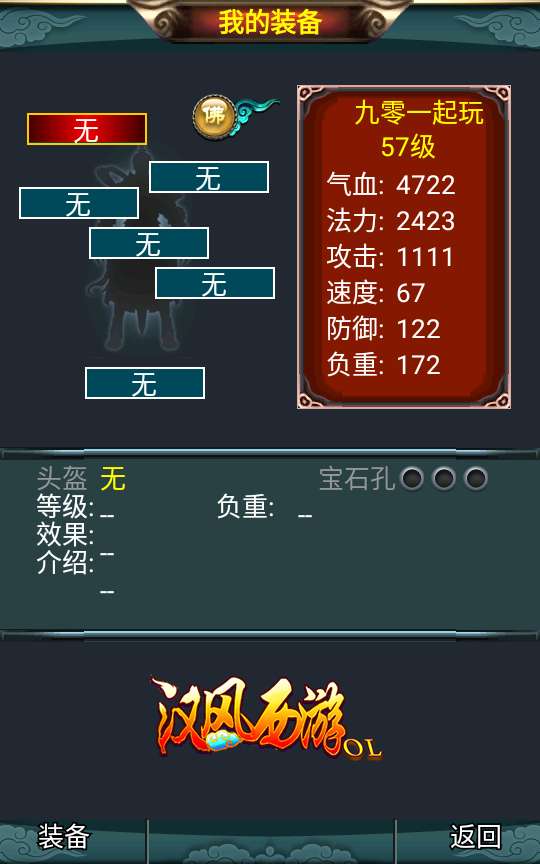 我的装备
无
佛
无
无
无
无
无
九零一起玩
57级
气血: 4722
法力: 2423
攻击: 1111
速度: 67
防御: 122
负重: 172
头盔 无 宝石孔
等级: -- 负重: --
效果: --
介绍: --
汉风西游OL
装备 返回